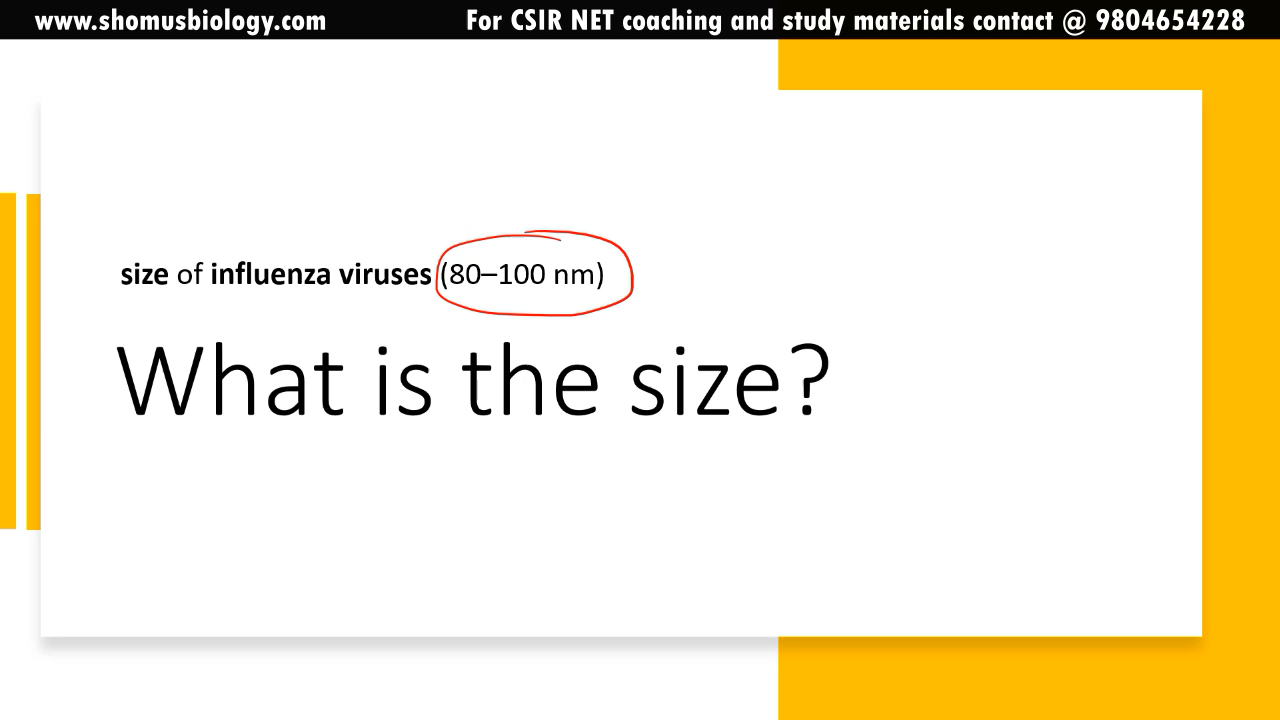 www.shomusbiology.com
For CSIR NET coaching and study materials contact @ 9804654228
size of influenza viruses (80–100 nm)
What is the size?